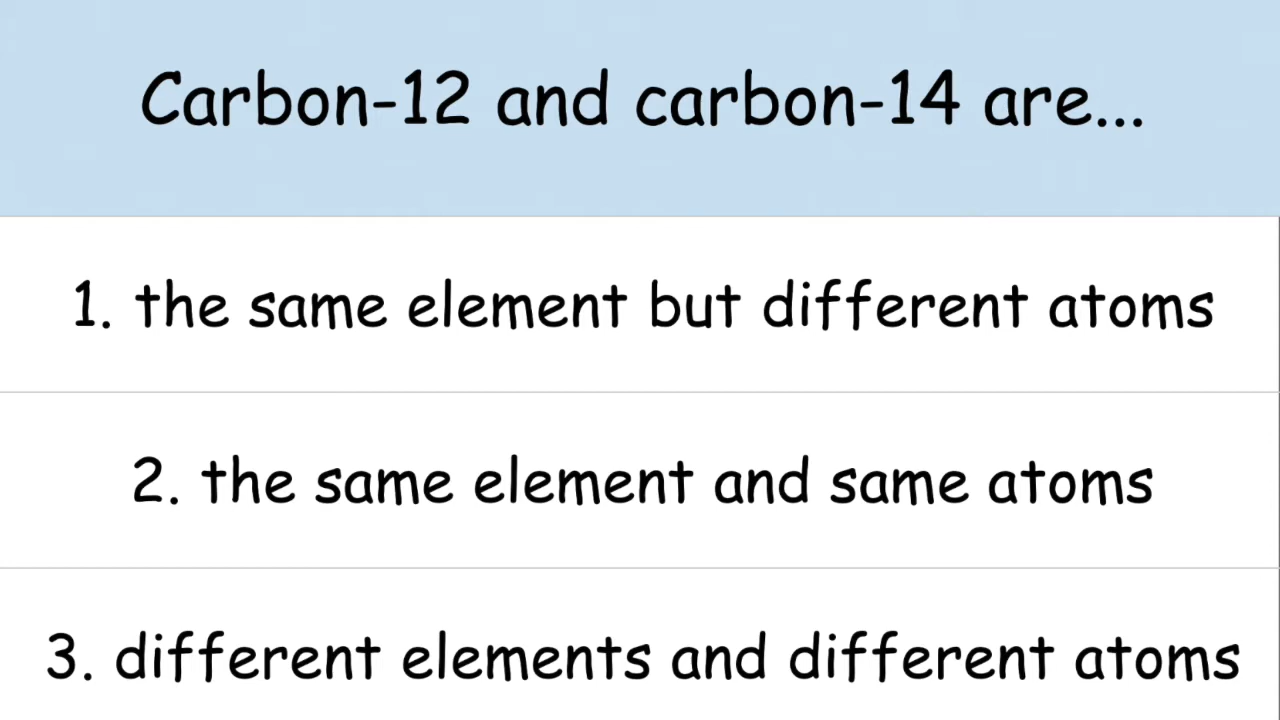 Carbon-12 and carbon-14 are...
1. the same element but different atoms
2. the same element and same atoms
3. different elements and different atoms